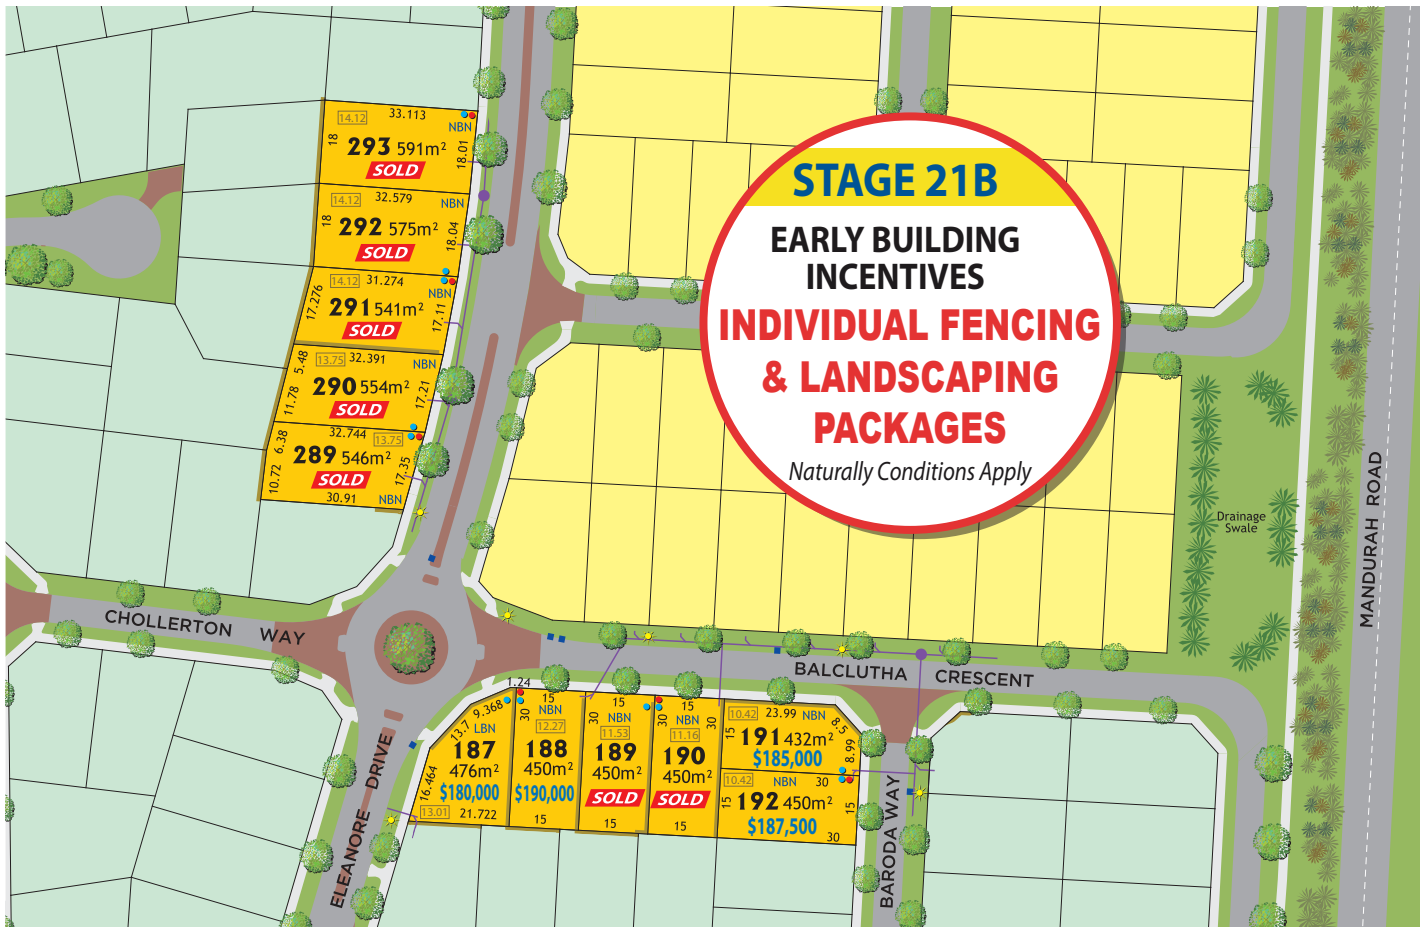 STAGE 21B
EARLY BUILDING
INCENTIVES
INDIVIDUAL FENCING
& LANDSCAPING
PACKAGES
Naturally Conditions Apply
14.12 33.113
NBN
18 293 591m² 18.01
SOLD
14.12 32.579 NBN
18 292 575m² 18.04
SOLD
14.12 31.274
NBN
17.276 291 541m² 17.11
SOLD
13.75 32.391 NBN
5.48
11.78 290 554m² 17.21
SOLD
32.744 13.75
6.38
10.72 289 546m² 17.35
SOLD
30.91 NBN
Drainage
Swale
MANDURAH ROAD
CHOLLERTON WAY
BALCLUTHA CRESCENT
ELEANORE DRIVE
BARODA WAY
1.24
9.368
13.7 LBN
187
476m²
16.464 $180,000
13.01 21.722
15
30 NBN
12.27
188
450m²
$190,000
15
15
30 NBN
11.53
189
450m²
SOLD
15
15
30 NBN 30
11.16
190
450m²
SOLD
15
10.42 23.99 NBN 8.5
15 191 432m² 8.99
$185,000
10.42 NBN 30
15 192 450m² 15
$187,500
30